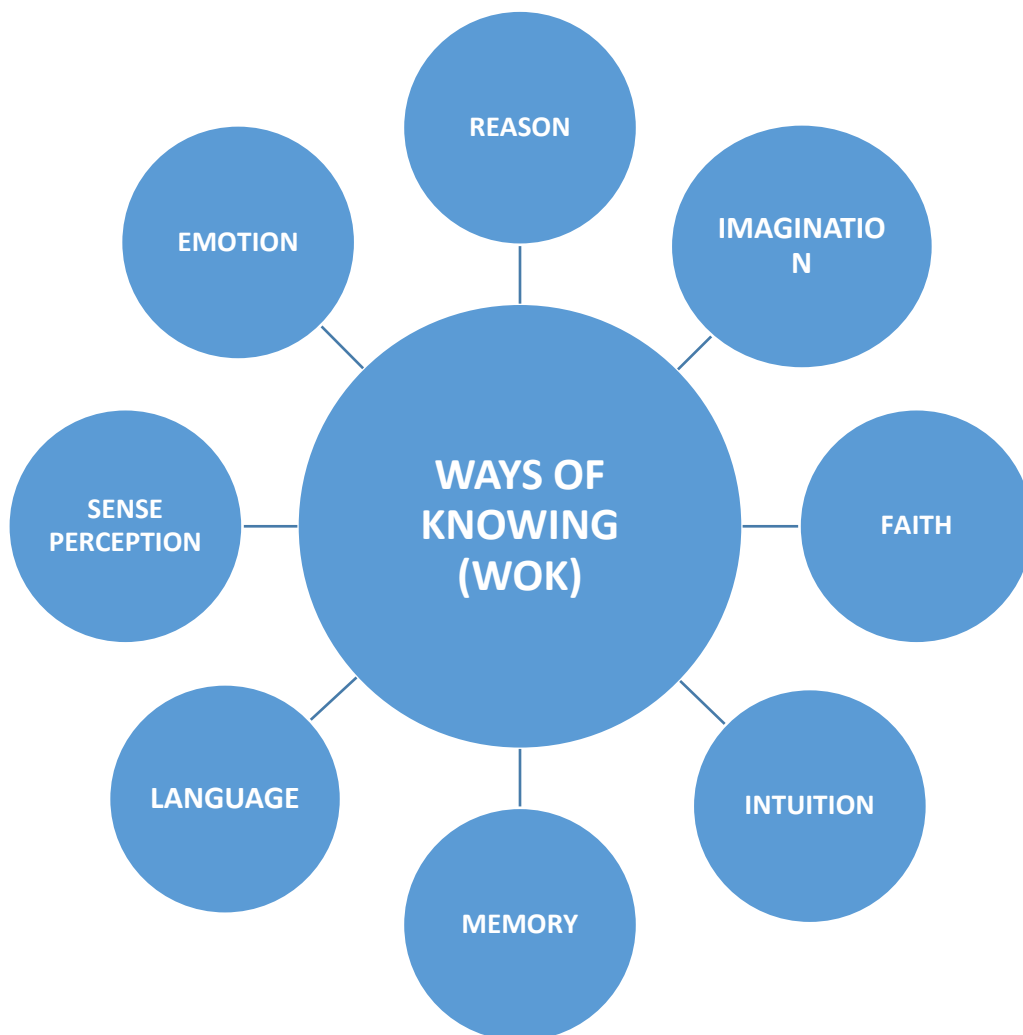 REASON
EMOTION
IMAGINATIO
N
WAYS OF
KNOWING
(WOK)
SENSE
PERCEPTION
FAITH
LANGUAGE
INTUITION
MEMORY